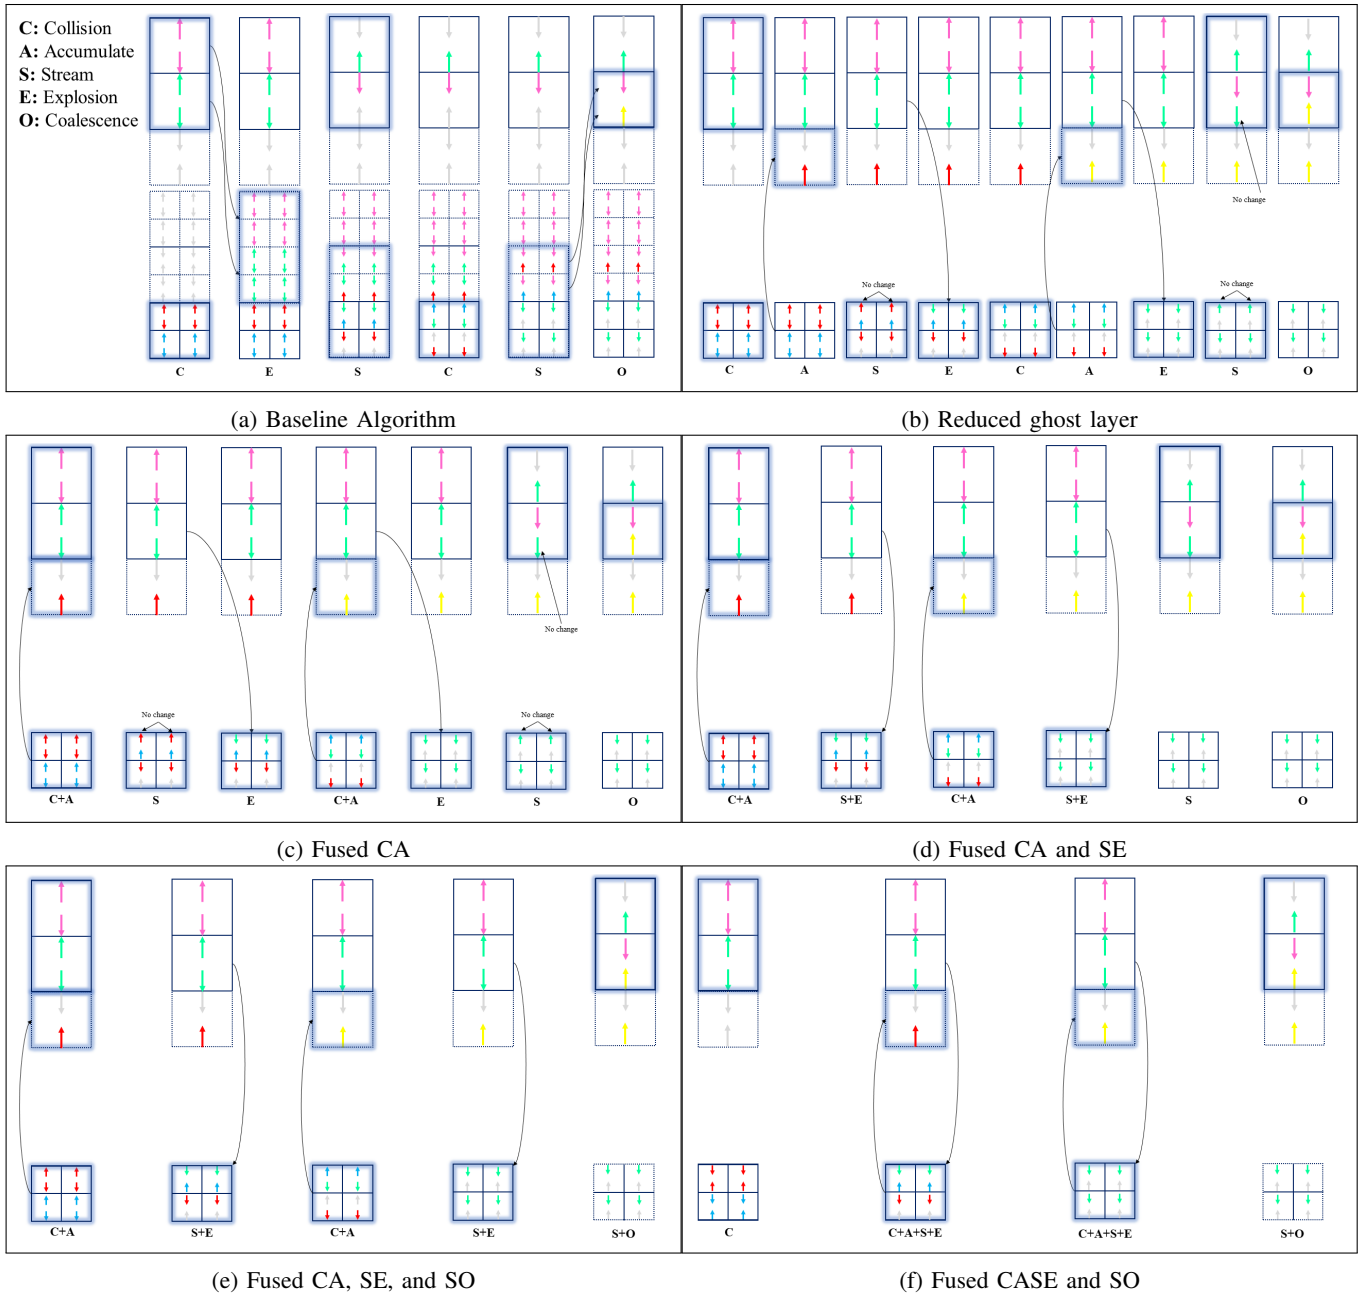 C: Collision
A: Accumulate
S: Stream
E: Explosion
O: Coalescence
C E S C S O
(a) Baseline Algorithm
No change
No change
No change
C A S E C A E S O
(b) Reduced ghost layer
No change
No change
No change
C+A S E C+A E S O
(c) Fused CA
C+A S+E C+A S+E S O
(d) Fused CA and SE
C+A S+E C+A S+E S+O
(e) Fused CA, SE, and SO
C C+A+S+E C+A+S+E S+O
(f) Fused CASE and SO